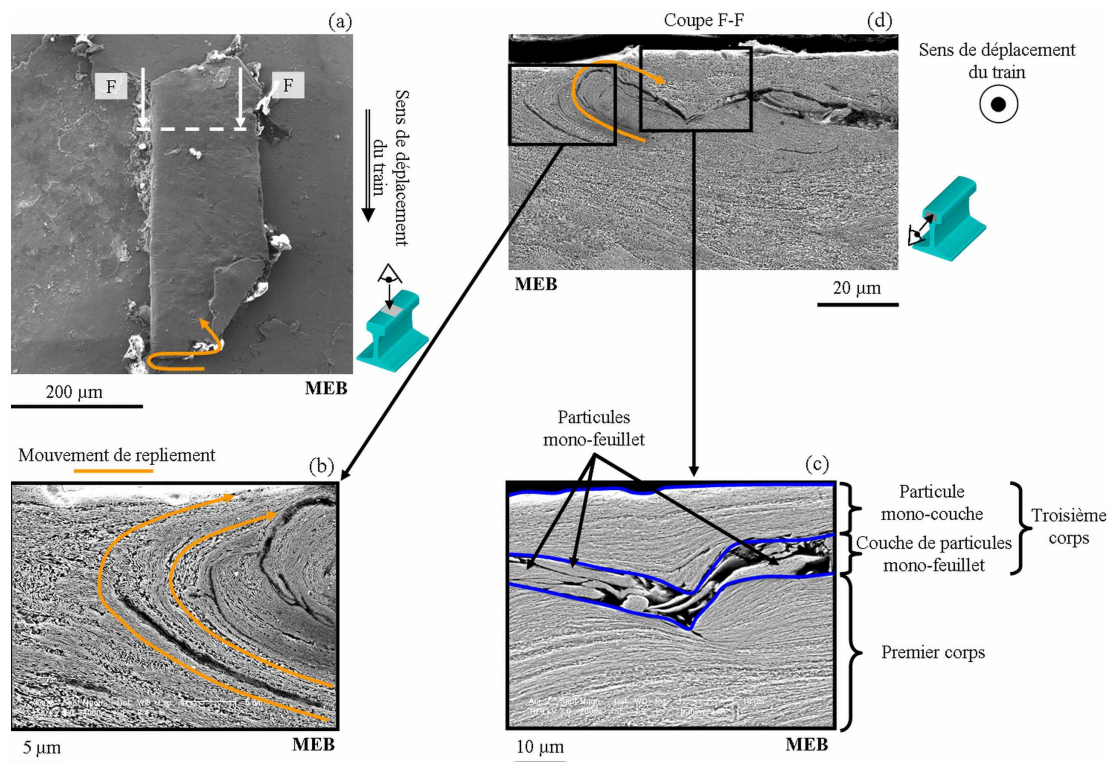 (a)
F
F
Sens de déplacement
du train
MEB
200 µm
Coupe F-F
(d)
Sens de déplacement
du train
MEB
20 µm
Mouvement de repliement
(b)
MEB
5 µm
Particules
mono-feuillet
(c)
Particule
mono-couche
Couche de particules
mono-feuillet
Troisième
corps
Premier corps
MEB
10 µm